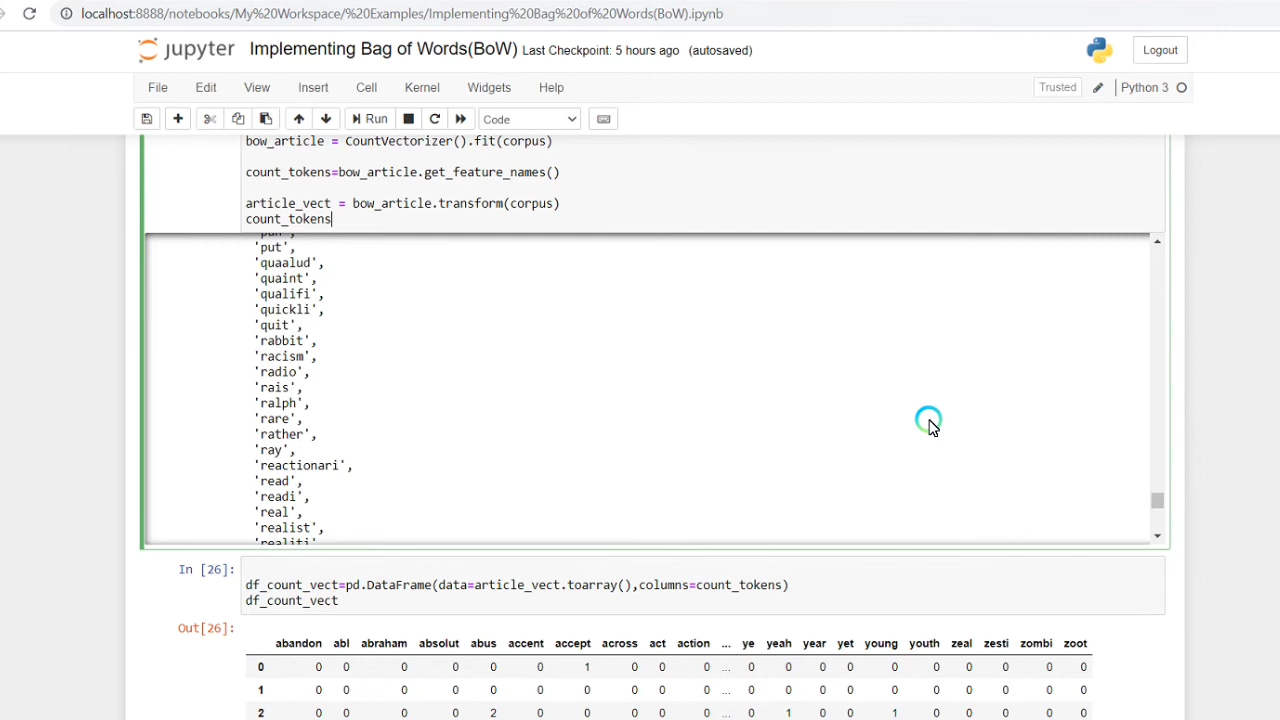 localhost:8888/notebooks/My%20Workspace/%20Examples/Implementing%20Bag%20of%20Words(BoW).ipynb
jupyter Implementing Bag of Words(BoW) Last Checkpoint: 5 hours ago (autosaved) Logout
File Edit View Insert Cell Kernel Widgets Help Trusted Python 3
Run Code
bow_article = CountVectorizer().fit(corpus)
count_tokens=bow_article.get_feature_names()
article_vect = bow_article.transform(corpus)
count_tokens
'put',
'quaalud',
'quaint',
'qualifi',
'quickli',
'quit',
'rabbit',
'racism',
'radio',
'rais',
'ralph',
'rare',
'rather',
'ray',
'reactionari',
'read',
'readi',
'real',
'realist',
'realiti',
In [26]:
df_count_vect=pd.DataFrame(data=article_vect.toarray(),columns=count_tokens)
df_count_vect
Out[26]:
abandon abl abraham absolut abus accent accept across act action ... ye yeah year yet young youth zeal zesti zombi zoot
0 0 0 0 0 0 0 1 0 0 0 ... 0 0 0 0 0 0 0 0 0 0
1 0 0 0 0 0 0 0 0 0 0 ... 0 0 0 0 0 0 0 0 0 0
2 0 0 0 0 2 0 0 0 0 0 ... 0 1 0 0 1 0 0 0 0 0